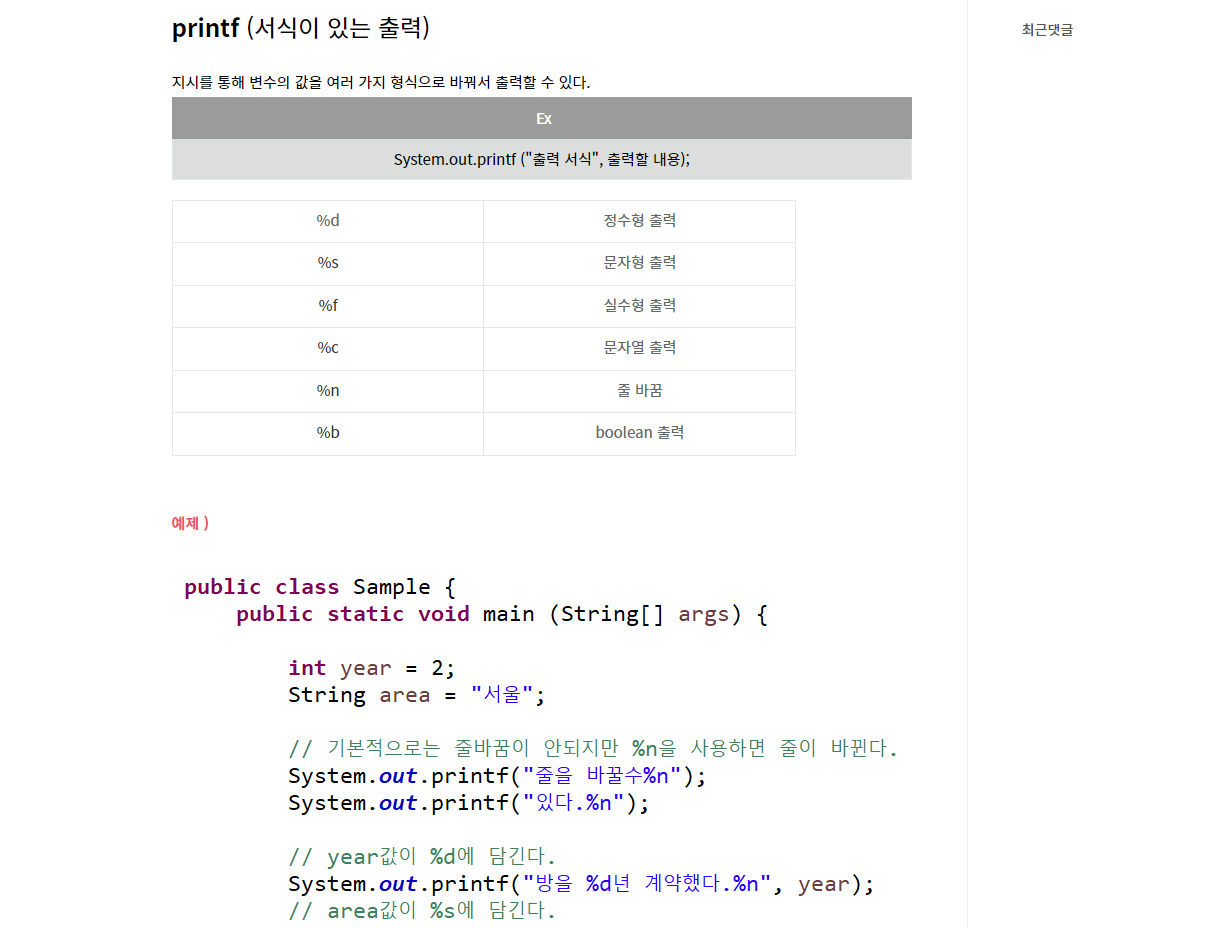 printf (서식이 있는 출력)
최근댓글
지시를 통해 변수의 값을 여러 가지 형식으로 바꿔서 출력할 수 있다.
Ex
System.out.printf ("출력 서식", 출력할 내용);
%d 정수형 출력
%s 문자형 출력
%f 실수형 출력
%c 문자열 출력
%n 줄 바꿈
%b boolean 출력
예제 )
public class Sample {
public static void main (String[] args) {
int year = 2;
String area = "서울";
// 기본적으로는 줄바꿈이 안되지만 %n을 사용하면 줄이 바뀐다.
System.out.printf("줄을 바꿀수%n");
System.out.printf("있다.%n");
// year값이 %d에 담긴다.
System.out.printf("방을 %d년 계약했다.%n", year);
// area값이 %s에 담긴다.